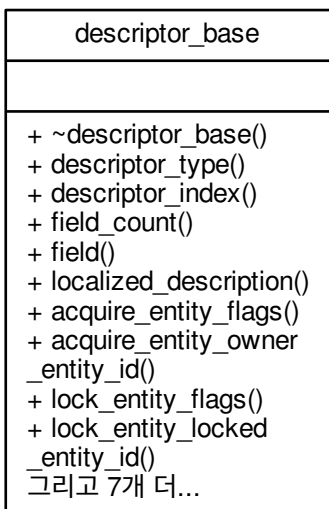 descriptor_base
+ ~descriptor_base()
+ descriptor_type()
+ descriptor_index()
+ field_count()
+ field()
+ localized_description()
+ acquire_entity_flags()
+ acquire_entity_owner
_entity_id()
+ lock_entity_flags()
+ lock_entity_locked
_entity_id()
그리고 7개 더...